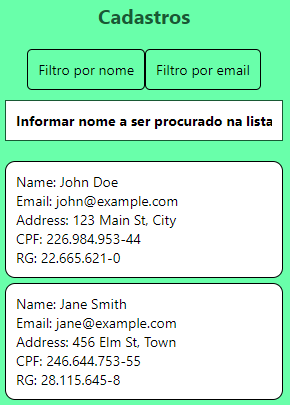 Cadastros
Filtro por nome Filtro por email
Informar nome a ser procurado na lista
Name: John Doe
Email: john@example.com
Address: 123 Main St, City
CPF: 226.984.953-44
RG: 22.665.621-0
Name: Jane Smith
Email: jane@example.com
Address: 456 Elm St, Town
CPF: 246.644.753-55
RG: 28.115.645-8